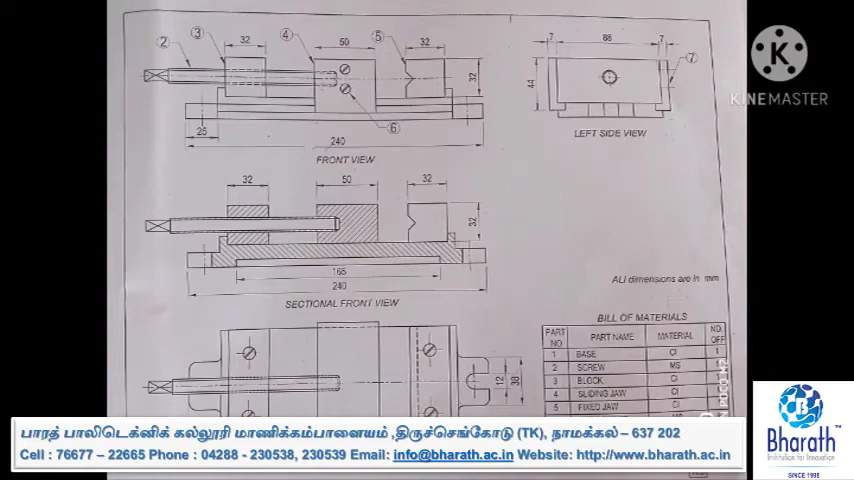 3
32
4
50
5
32
2
7
88
7
7
44
32
6
25
240
LEFT SIDE VIEW
FRONT VIEW
KINEMASTER
32
50
32
32
165
240
SECTIONAL FRONT VIEW
All dimensions are in mm
BILL OF MATERIALS
PART NO PART NAME MATERIAL NO. OFF
1 BASE CI 1
2 SCREW MS
3 BLOCK CI
4 SLIDING JAW CI
5 FIXED JAW CI
12
38
பாரத் பாலிடெக்னிக் கல்லூரி மாணிக்கம்பாளையம் ,திருச்செங்கோடு (TK), நாமக்கல் – 637 202
Cell : 76677 – 22665 Phone : 04288 - 230538, 230539 Email: info@bharath.ac.in Website: http://www.bharath.ac.in
B
Bharath™
Institution for Innovation
SINCE 1998